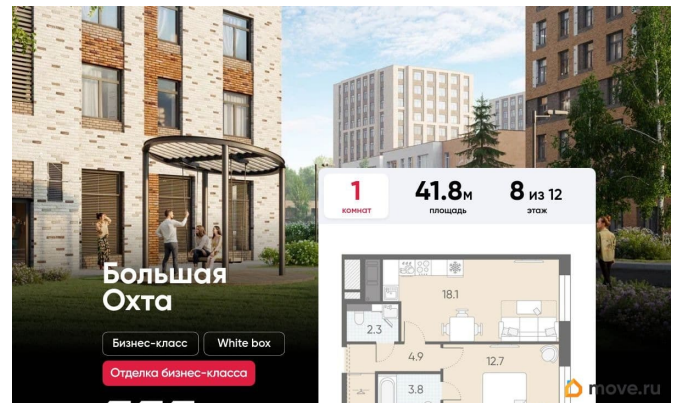 1
комнат
41.8м
площадь
8 из 12
этаж
Большая
Охта
Бизнес-класс
White box
Отделка бизнес-класса
18.1
2.3
4.9
12.7
3.8
move.ru